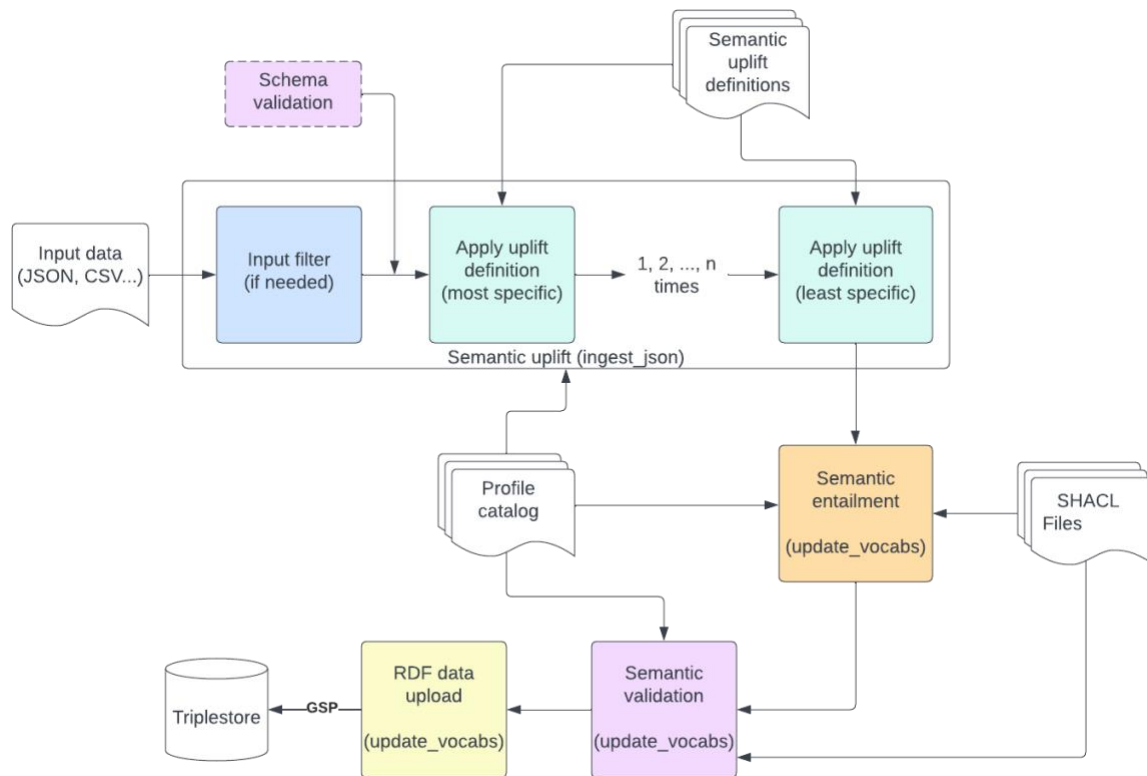 Semantic
uplift
definitions
Schema
validation
Input data
(JSON, CSV...)
Input filter
(if needed)
Apply uplift
definition
(most specific)
1, 2, ..., n
times
Apply uplift
definition
(least specific)
Semantic uplift (ingest_json)
Profile
catalog
Semantic
entailment
(update_vocabs)
SHACL
Files
Triplestore
GSP
RDF data
upload
(update_vocabs)
Semantic
validation
(update_vocabs)